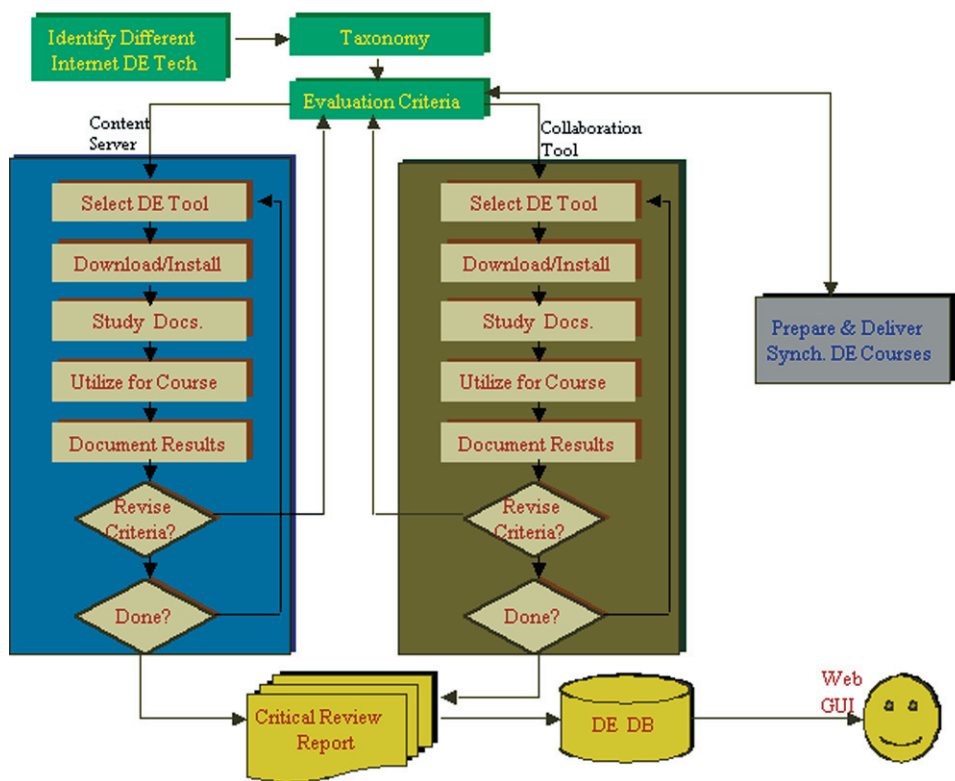 Identify Different
Internet DE Tech
Taxonomy
Evaluation Criteria
Content
Server
Collaboration
Tool
Select DE Tool
Download/Install
Study Docs.
Utilize for Course
Document Results
Revise
Criteria?
Done?
Select DE Tool
Download/Install
Study Docs.
Utilize for Course
Document Results
Revise
Criteria?
Done?
Prepare & Deliver
Synch. DE Courses
Critical Review
Report
DE DB
Web
GUI